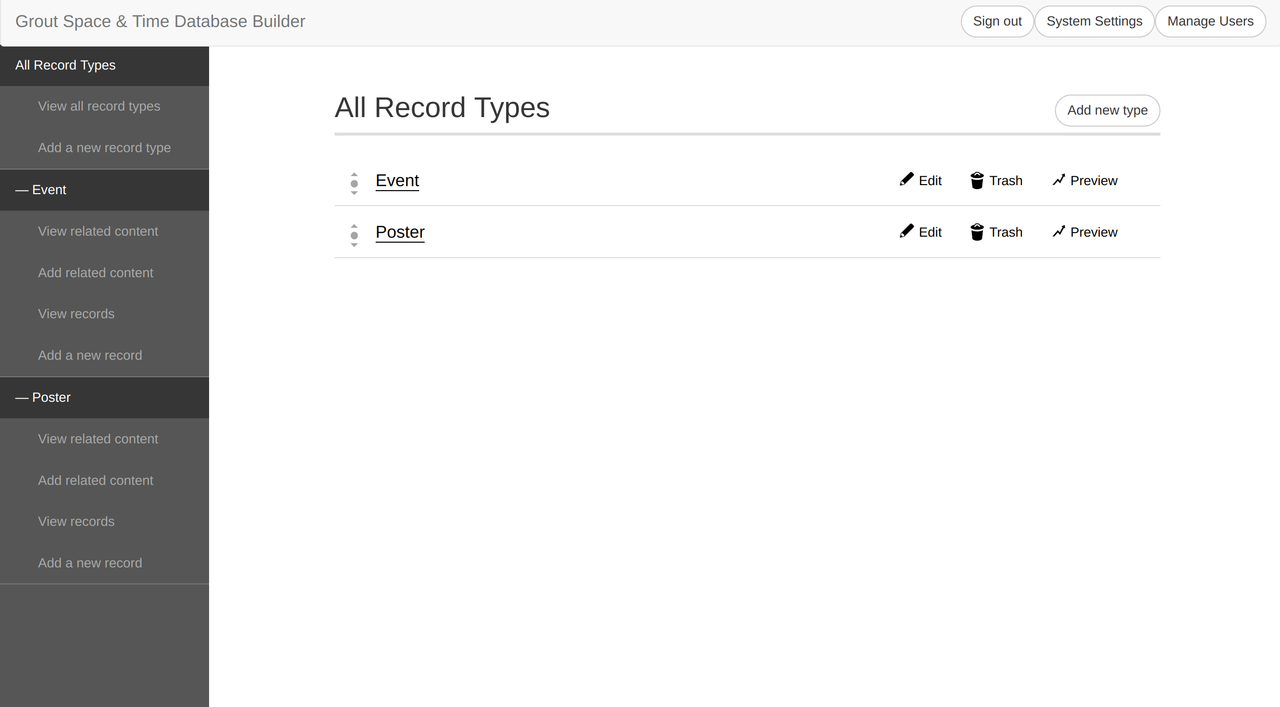 Grout Space & Time Database Builder
Sign out
System Settings
Manage Users
All Record Types
View all record types
Add a new record type
— Event
View related content
Add related content
View records
Add a new record
— Poster
View related content
Add related content
View records
Add a new record
All Record Types
Add new type
Event Edit Trash Preview
Poster Edit Trash Preview